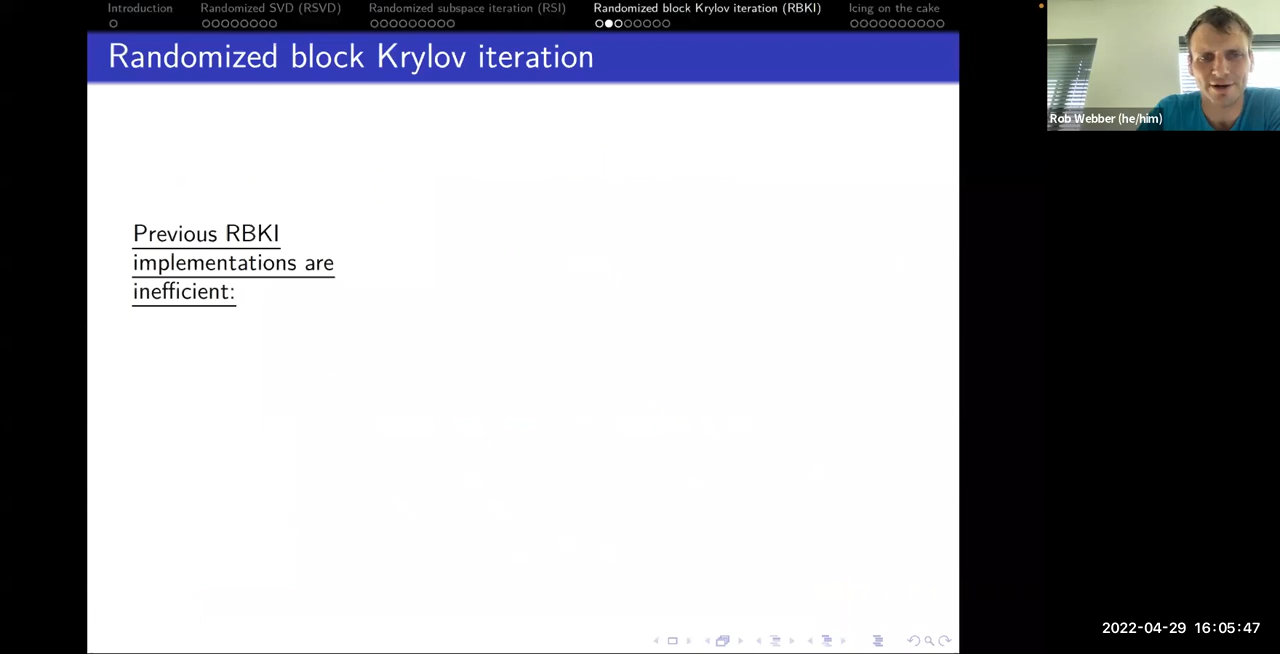 Introduction
Randomized SVD (RSVD)
Randomized subspace iteration (RSI)
Randomized block Krylov iteration (RBKI)
Icing on the cake
Randomized block Krylov iteration
Rob Webber (he/him)
Previous RBKI
implementations are
inefficient:
2022-04-29 16:05:47